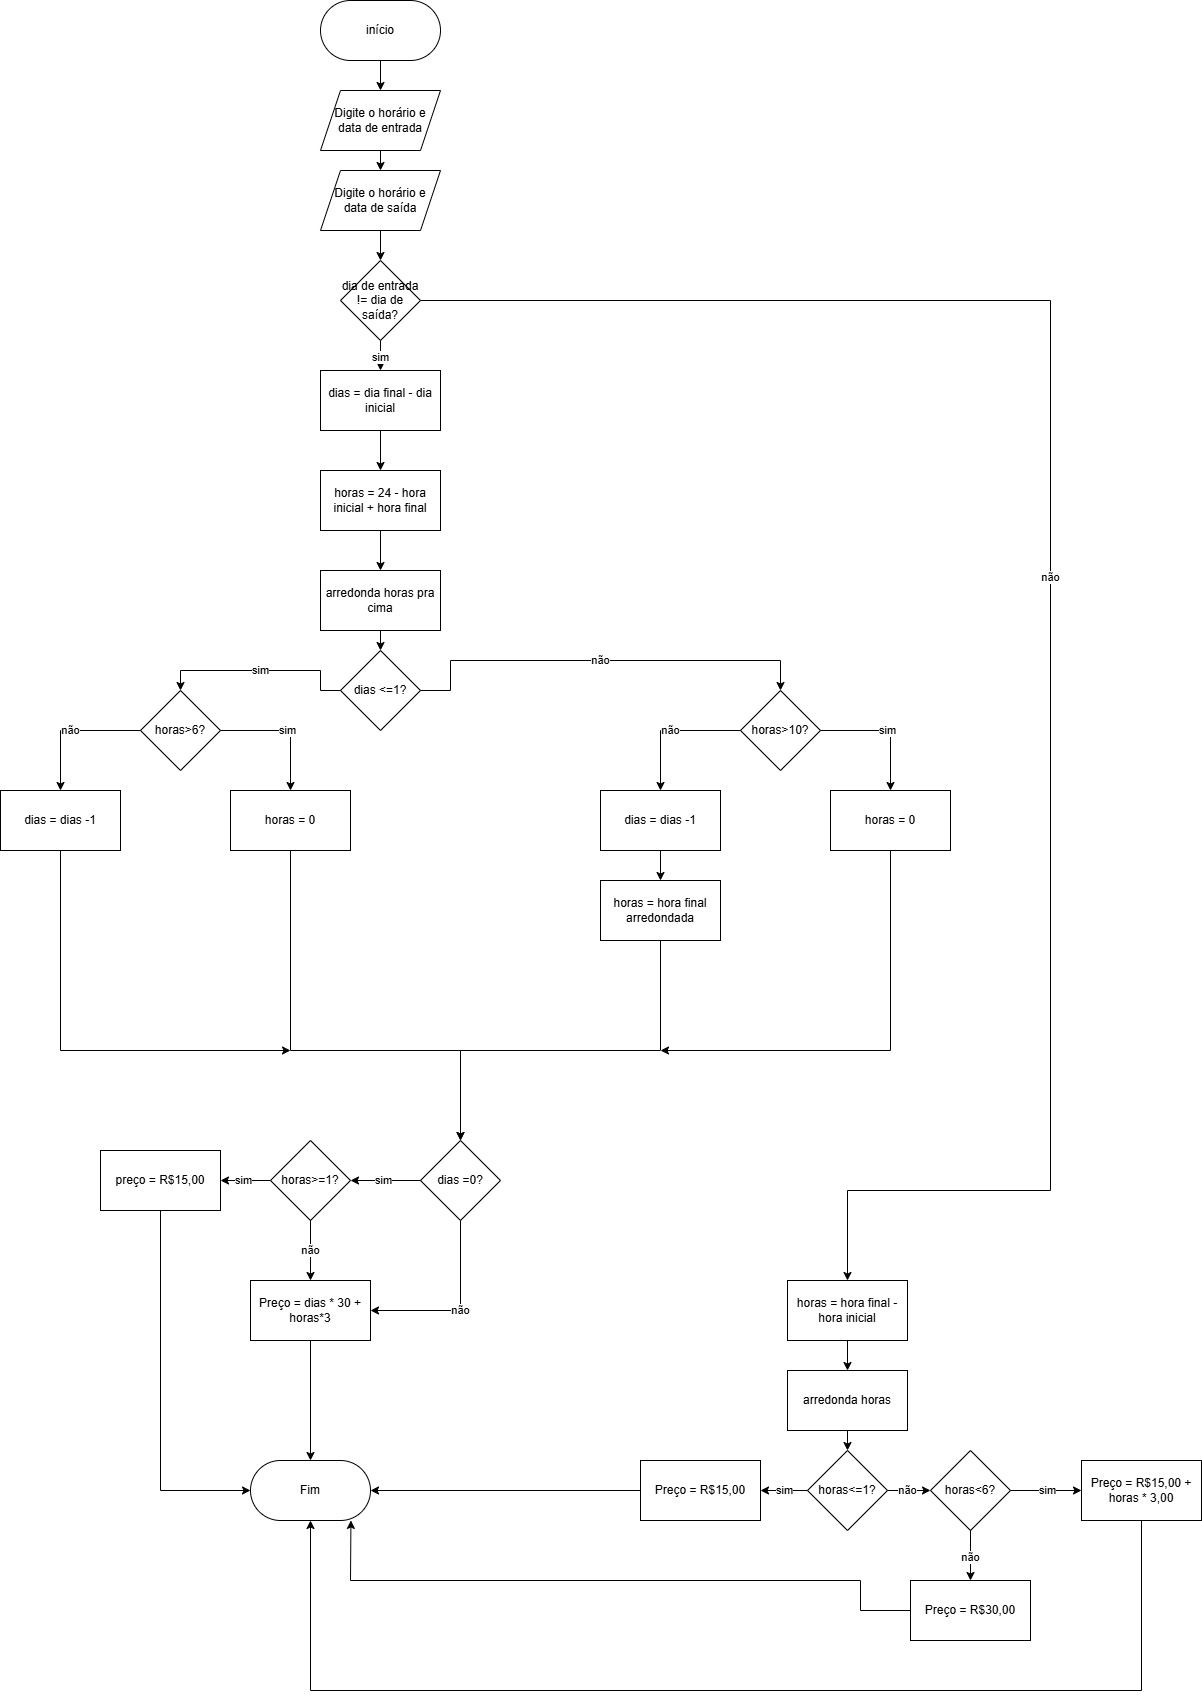 início
Digite o horário e
data de entrada
Digite o horário e
data de saída
dia de entrada
!= dia de
saída?
sim
dias = dia final - dia
inicial
horas = 24 - hora
inicial + hora final
não
arredonda horas pra
cima
sim
dias <=1?
não
não
horas>6?
sim
não
horas>10?
sim
dias = dias -1
horas = 0
dias = dias -1
horas = 0
horas = hora final
arredondada
preço = R$15,00
sim
horas>=1?
sim
dias =0?
não
Preço = dias * 30 +
horas*3
não
horas = hora final -
hora inicial
arredonda horas
Fim
Preço = R$15,00
sim
horas<=1?
não
horas<6?
sim
Preço = R$15,00 +
horas * 3,00
não
Preço = R$30,00